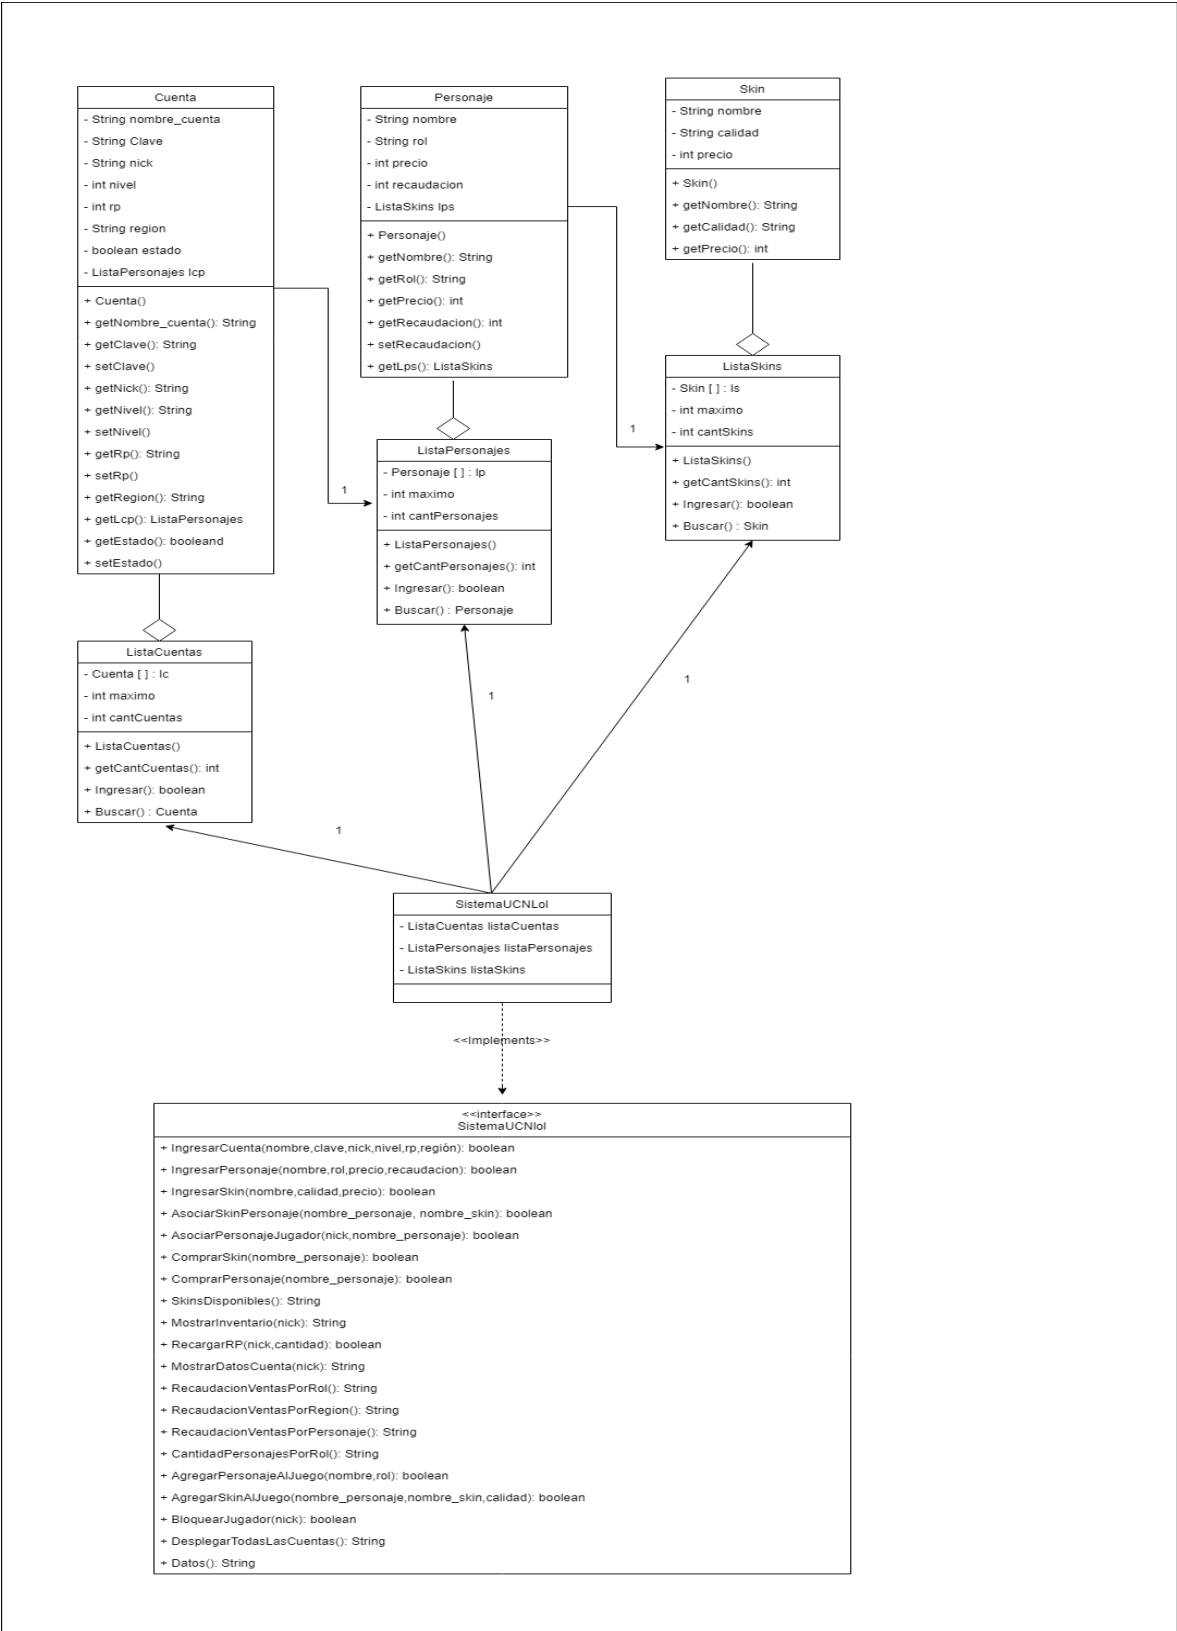 Cuenta
- String nombre_cuenta
- String Clave
- String nick
- int nivel
- int rp
- String region
- boolean estado
- ListaPersonajes lcp
+ Cuenta()
+ getNombre_cuenta(): String
+ getClave(): String
+ setClave()
+ getNick(): String
+ getNivel(): String
+ setNivel()
+ getRp(): String
+ setRp()
+ getRegion(): String
+ getLcp(): ListaPersonajes
+ getEstado(): booleand
+ setEstado()
Personaje
- String nombre
- String rol
- int precio
- int recaudacion
- ListaSkins lps
+ Personaje()
+ getNombre(): String
+ getRol(): String
+ getPrecio(): int
+ getRecaudacion(): int
+ setRecaudacion()
+ getLps(): ListaSkins
Skin
- String nombre
- String calidad
- int precio
+ Skin()
+ getNombre(): String
+ getCalidad(): String
+ getPrecio(): int
ListaSkins
- Skin [ ] : ls
- int maximo
- int cantSkins
+ ListaSkins()
+ getCantSkins(): int
+ Ingresar(): boolean
+ Buscar() : Skin
1
ListaPersonajes
- Personaje [ ] : lp
- int maximo
- int cantPersonajes
+ ListaPersonajes()
+ getCantPersonajes(): int
+ Ingresar(): boolean
+ Buscar() : Personaje
1
ListaCuentas
- Cuenta [ ] : lc
- int maximo
- int cantCuentas
+ ListaCuentas()
+ getCantCuentas(): int
+ Ingresar(): boolean
+ Buscar() : Cuenta
1
1
1
SistemaUCNLol
- ListaCuentas listaCuentas
- ListaPersonajes listaPersonajes
- ListaSkins listaSkins
<<Implements>>
<<interface>>
SistemaUCNlol
+ IngresarCuenta(nombre,clave,nick,nivel,rp,región): boolean
+ IngresarPersonaje(nombre,rol,precio,recaudacion): boolean
+ IngresarSkin(nombre,calidad,precio): boolean
+ AsociarSkinPersonaje(nombre_personaje, nombre_skin): boolean
+ AsociarPersonajeJugador(nick,nombre_personaje): boolean
+ ComprarSkin(nombre_personaje): boolean
+ ComprarPersonaje(nombre_personaje): boolean
+ SkinsDisponibles(): String
+ MostrarInventario(nick): String
+ RecargarRP(nick,cantidad): boolean
+ MostrarDatosCuenta(nick): String
+ RecaudacionVentasPorRol(): String
+ RecaudacionVentasPorRegion(): String
+ RecaudacionVentasPorPersonaje(): String
+ CantidadPersonajesPorRol(): String
+ AgregarPersonajeAlJuego(nombre,rol): boolean
+ AgregarSkinAlJuego(nombre_personaje,nombre_skin,calidad): boolean
+ BloquearJugador(nick): boolean
+ DesplegarTodasLasCuentas(): String
+ Datos(): String